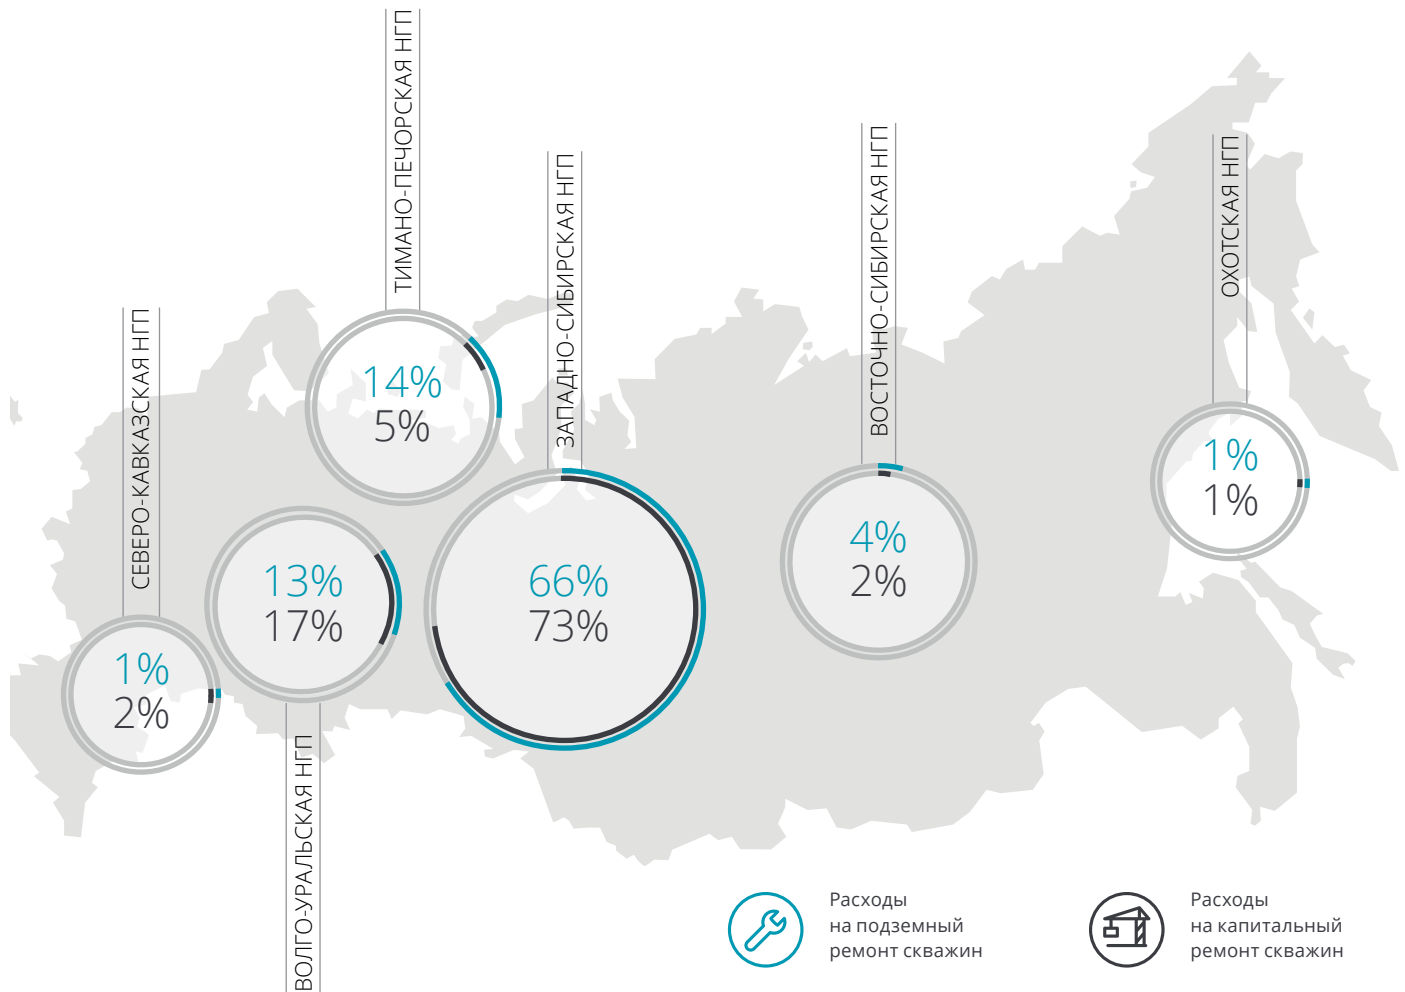 ТИМАНО-ПЕЧОРСКАЯ НГП
14%
5%
ЗАПАДНО-СИБИРСКАЯ НГП
66%
73%
ВОСТОЧНО-СИБИРСКАЯ НГП
4%
2%
ОХОТСКАЯ НГП
1%
1%
СЕВЕРО-КАВКАЗСКАЯ НГП
1%
2%
13%
17%
ВОЛГО-УРАЛЬСКАЯ НГП
Расходы
на подземный
ремонт скважин
Расходы
на капитальный
ремонт скважин